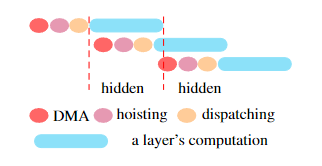 hidden hidden
DMA hoisting dispatching
a layer's computation